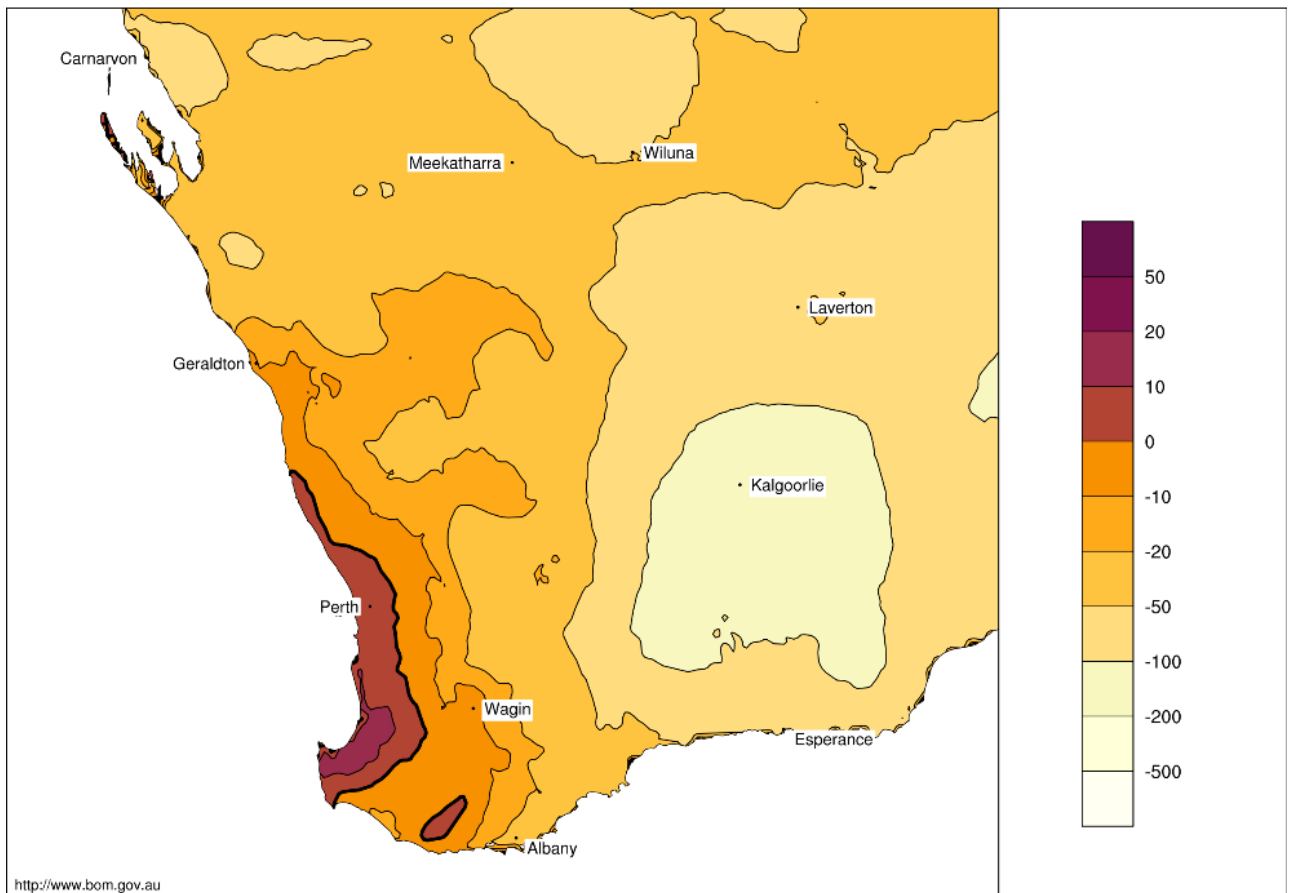 Carnarvon
Meekatharra
Wiluna
Laverton
Geraldton
Kalgoorlie
Perth
Wagin
Esperance
Albany
50
20
10
0
-10
-20
-50
-100
-200
-500
http://www.bom.gov.au